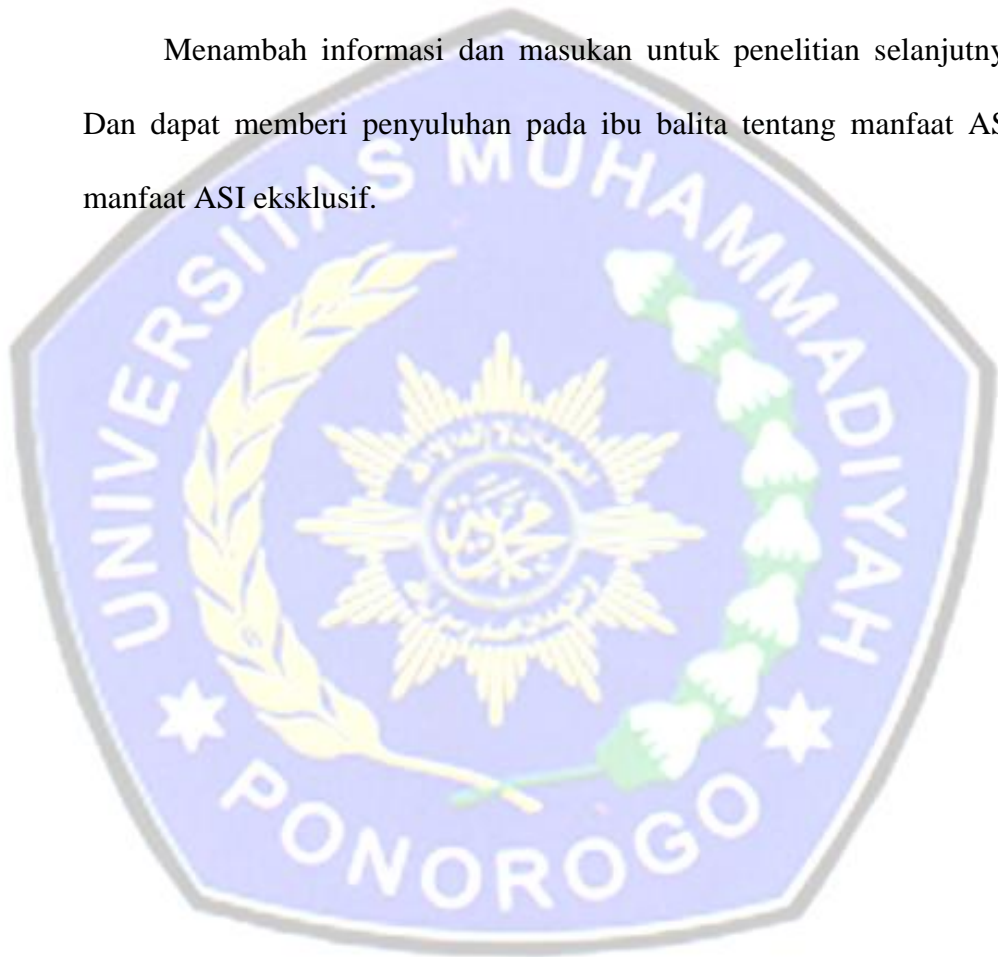 Menambah informasi dan masukan untuk penelitian selanjutny
Dan dapat memberi penyuluhan pada ibu balita tentang manfaat AS
manfaat ASI eksklusif.
UNIVERSITAS MUHAMMADIYAH
PONOROGO